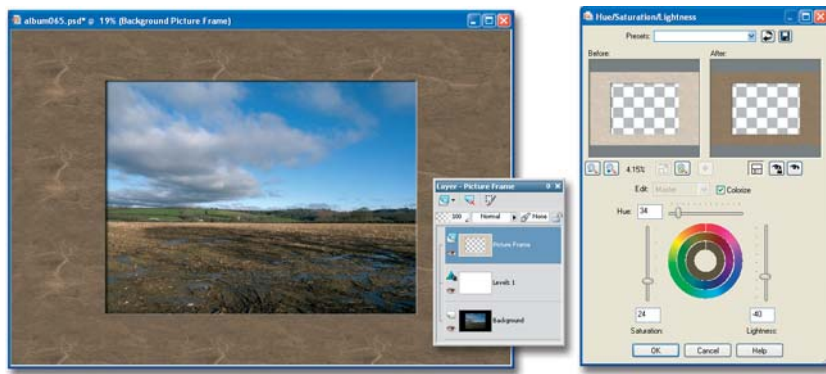 album065.psd* @ 19% (Background Picture Frame)
Layer - Picture Frame
100 Normal None
Picture Frame
Levels 1
Background
Hue/Saturation/Lightness
Presets:
Before: After:
4.15%
Edit: Master Colorize
Hue: 34
24 -40
Saturation: Lightness:
OK Cancel Help